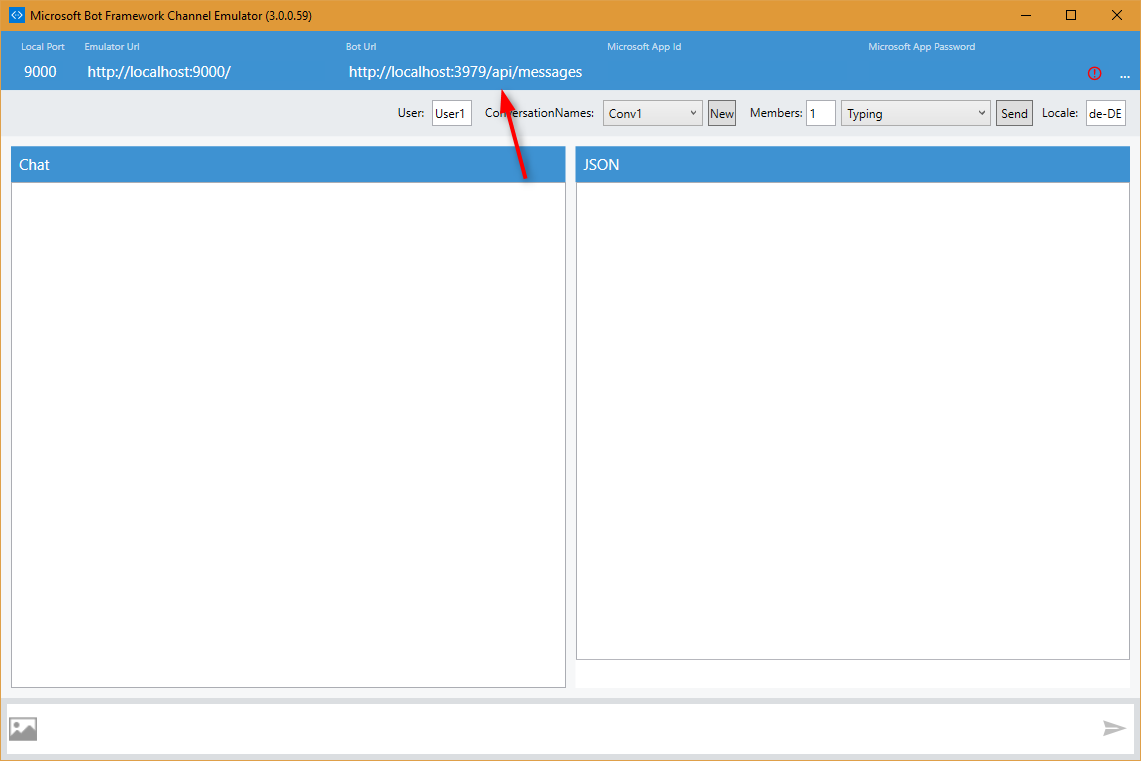 Microsoft Bot Framework Channel Emulator (3.0.0.59)
Local Port Emulator Url Bot Url Microsoft App Id Microsoft App Password
9000 http://localhost:9000/ http://localhost:3979/api/messages ...
User: User1 ConversationNames: Conv1 New Members: 1 Typing Send Locale: de-DE
Chat JSON